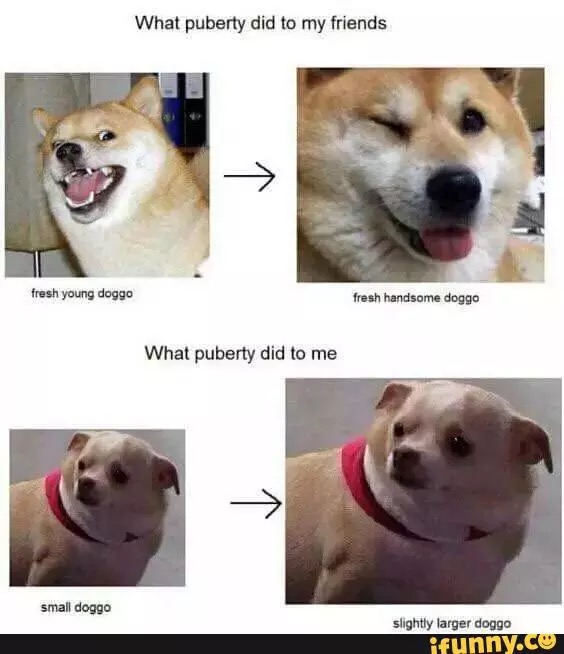 What puberty did to my friends
fresh young doggo
fresh handsome doggo
What puberty did to me
small doggo
slightly larger doggo
ifunny.co